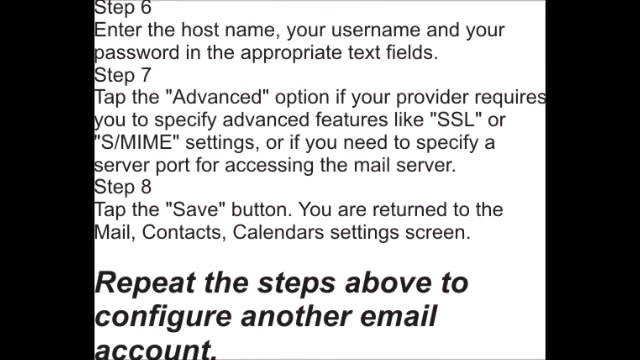 Step 6
Enter the host name, your username and your
password in the appropriate text fields.
Step 7
Tap the "Advanced" option if your provider requires
you to specify advanced features like "SSL" or
"S/MIME" settings, or if you need to specify a
server port for accessing the mail server.
Step 8
Tap the "Save" button. You are returned to the
Mail, Contacts, Calendars settings screen.
Repeat the steps above to
configure another email
account.